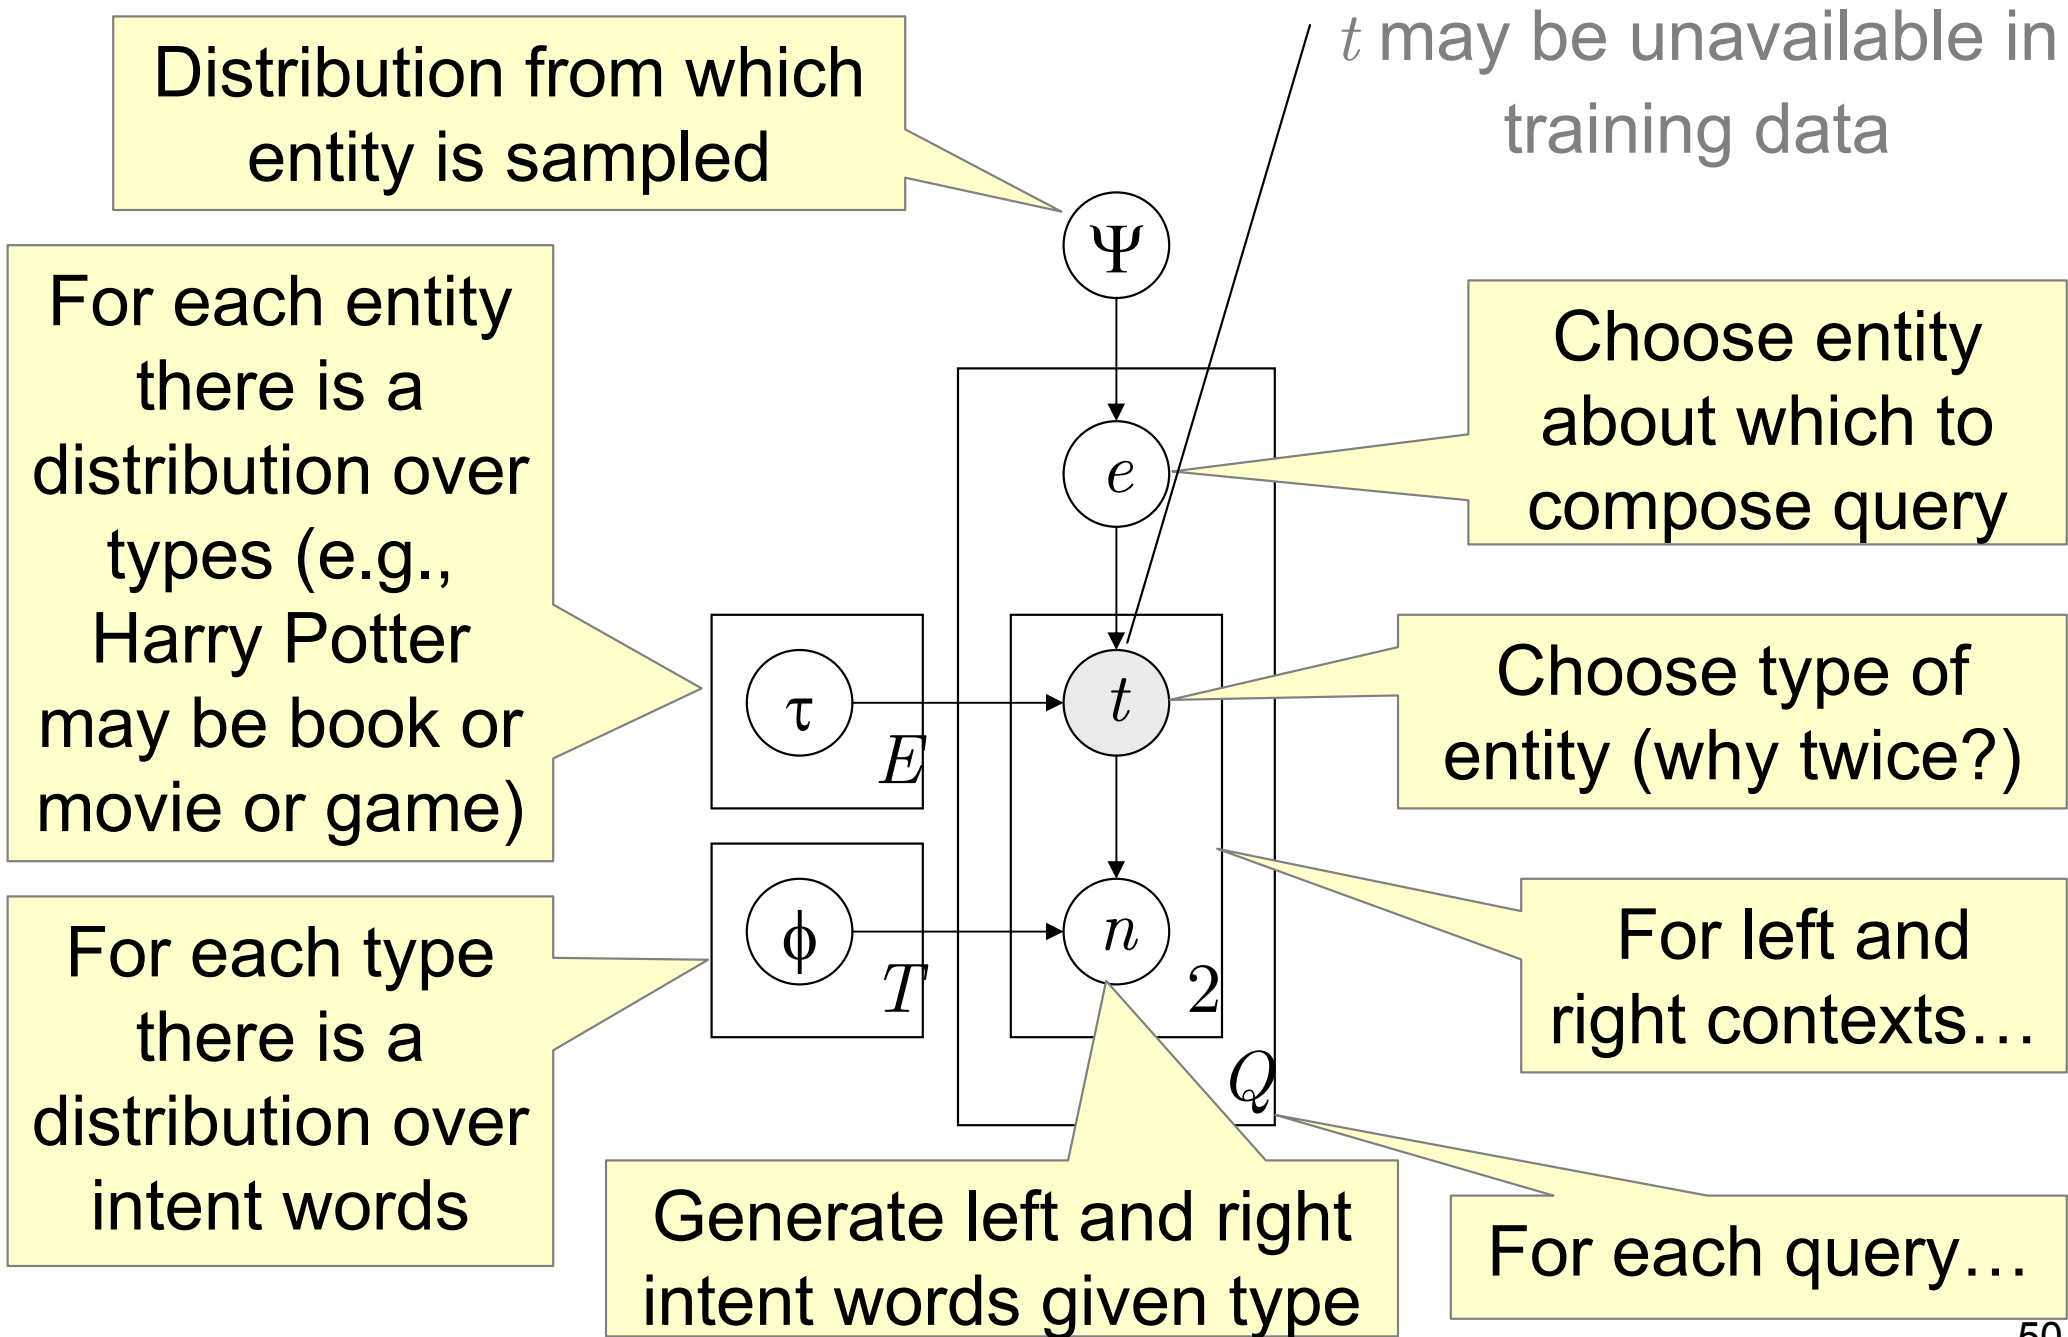 Distribution from which
entity is sampled
t may be unavailable in
training data
Ψ
For each entity
there is a
distribution over
types (e.g.,
Harry Potter
may be book or
movie or game)
e
Choose entity
about which to
compose query
τ
E
t
Choose type of
entity (why twice?)
For each type
there is a
distribution over
intent words
ϕ
T
n
2
Q
For left and
right contexts…
Generate left and right
intent words given type
For each query…
50